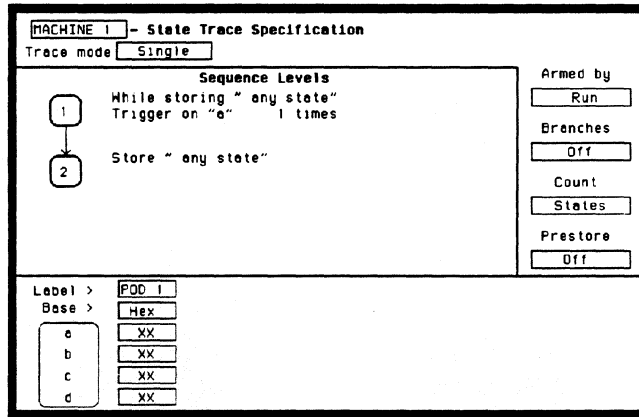 MACHINE 1 - State Trace Specification
Trace mode Single
Sequence Levels
1
While storing " any state"
Trigger on "a" 1 times
2
Store " any state"
Armed by
Run
Branches
Off
Count
States
Prestore
Off
Label > POD 1
Base > Hex
a XX
b XX
c XX
d XX